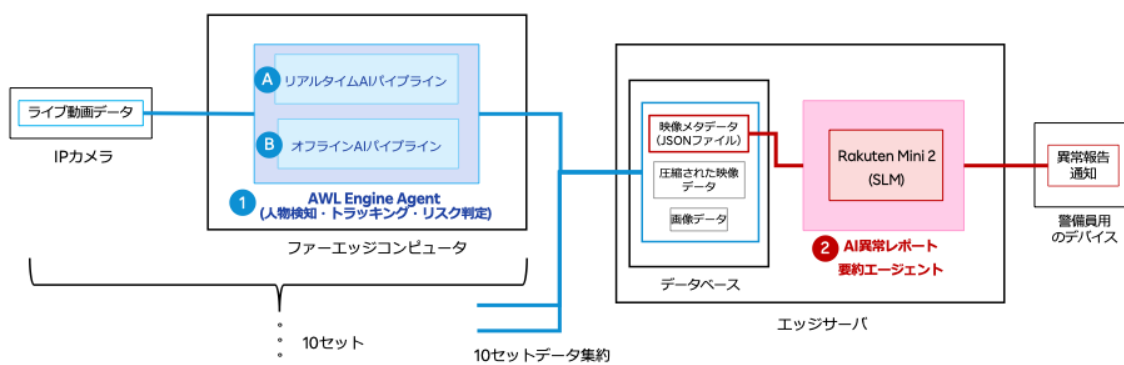 ライブ動画データ
IPカメラ
A
リアルタイムAIパイプライン
B
オフラインAIパイプライン
1
AWL Engine Agent
(人物検知・トラッキング・リスク判定)
ファーエッジコンピュータ
10セット
10セットデータ集約
映像メタデータ
(JSONファイル)
圧縮された映像
データ
画像データ
データベース
Rakuten Mini 2
(SLM)
2
AI異常レポート
要約エージェント
エッジサーバ
異常報告
通知
警備員用
のデバイス